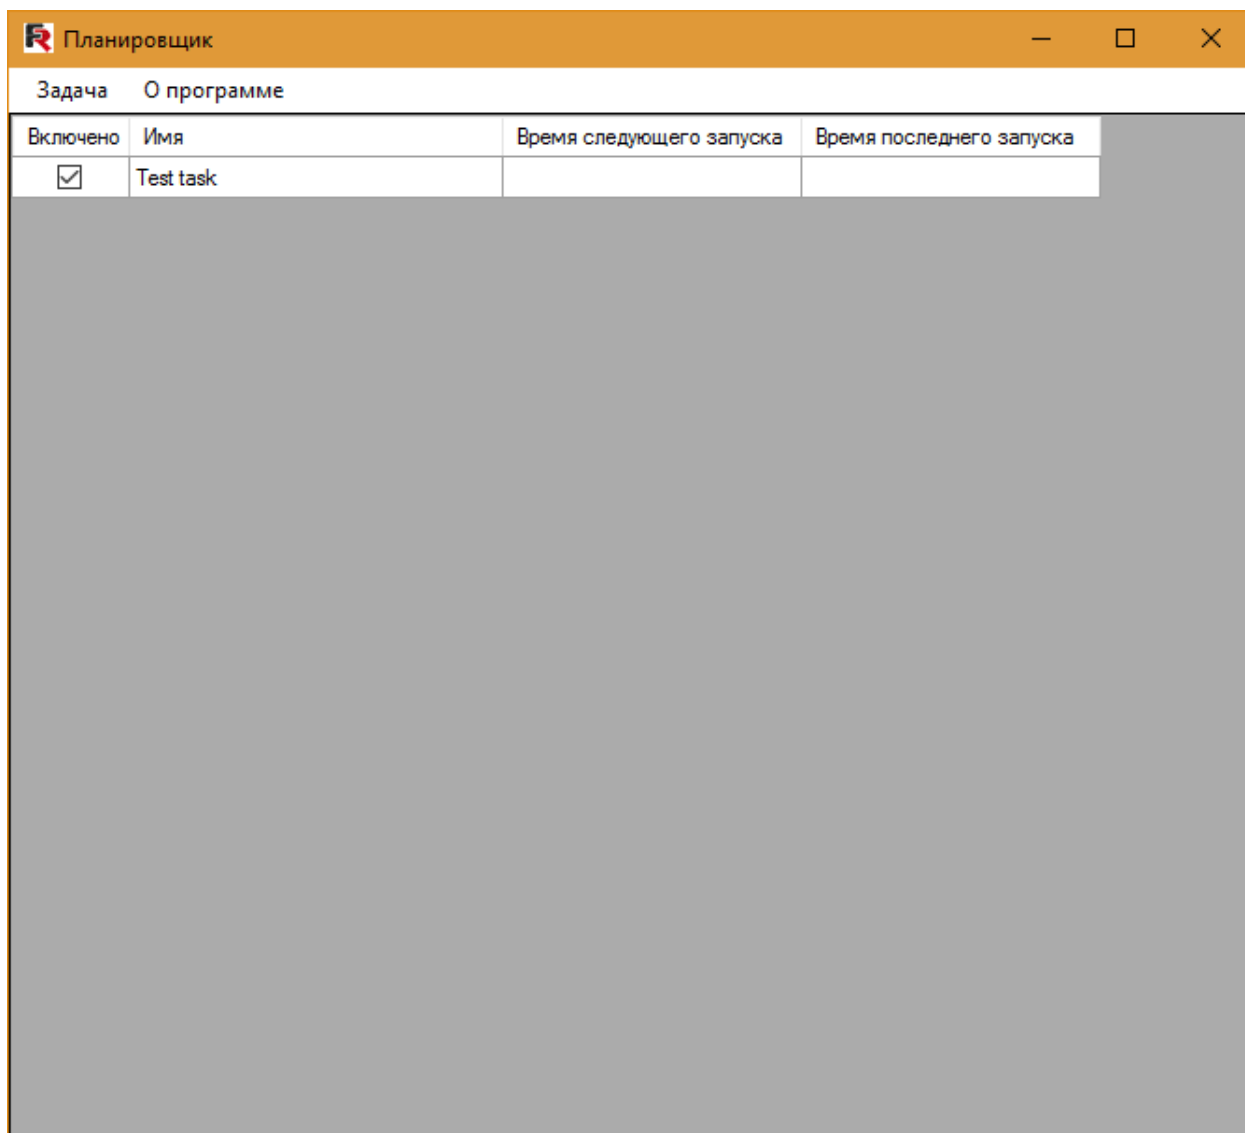 Планировщик
Задача О программе
Включено Имя Время следующего запуска Время последнего запуска
Test task